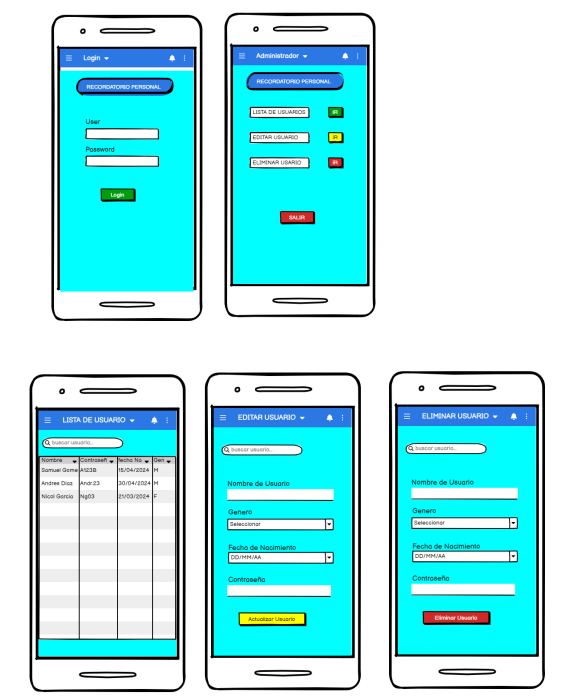 Login
RECORDATORIO PERSONAL
User
Password
Login
Administrador
RECORDATORIO PERSONAL
LISTA DE USUARIOS IR
EDITAR USUARIO IR
ELIMINAR USARIO IR
SALIR
LISTA DE USUARIO
buscar usuario..
Nombre Contraseñ fecha Na Gen
Samuel Gome A123B 15/04/2024 M
Andres Diaz Andr.23 30/04/2024 M
Nicol Garcia Ng03 21/03/2024 F
EDITAR USUARIO
buscar usuario..
Nombre de Usuario
Genero
Seleccionar
Fecha de Nacimiento
DD/MM/AA
Contraseña
Actualizar Usuario
ELIMINAR USUARIO
buscar usuario..
Nombre de Usuario
Genero
Seleccionar
Fecha de Nacimiento
DD/MM/AA
Contraseña
Eliminar Usuario